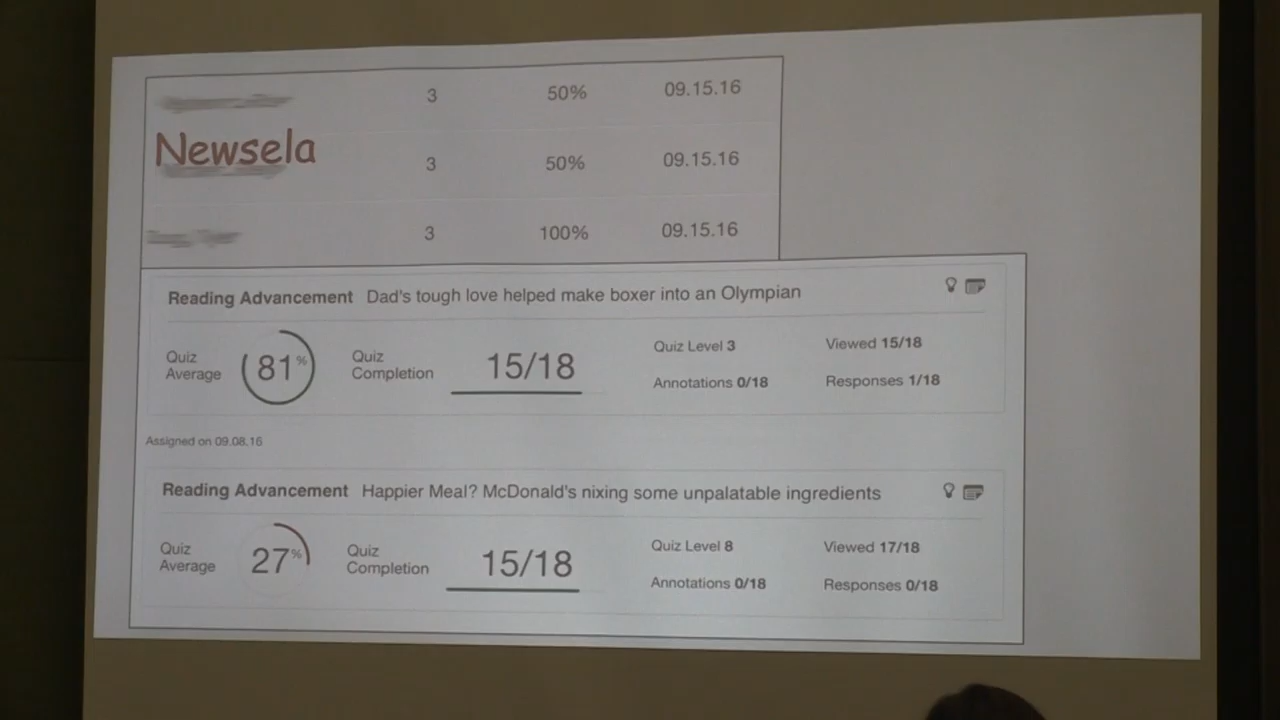 3 50% 09.15.16
Newsela
3 50% 09.15.16
3 100% 09.15.16
Reading Advancement Dad's tough love helped make boxer into an Olympian
Quiz Average 81% Quiz Completion 15/18 Quiz Level 3 Viewed 15/18
Annotations 0/18 Responses 1/18
Assigned on 09.08.16
Reading Advancement Happier Meal? McDonald's nixing some unpalatable ingredients
Quiz Average 27% Quiz Completion 15/18 Quiz Level 8 Viewed 17/18
Annotations 0/18 Responses 0/18